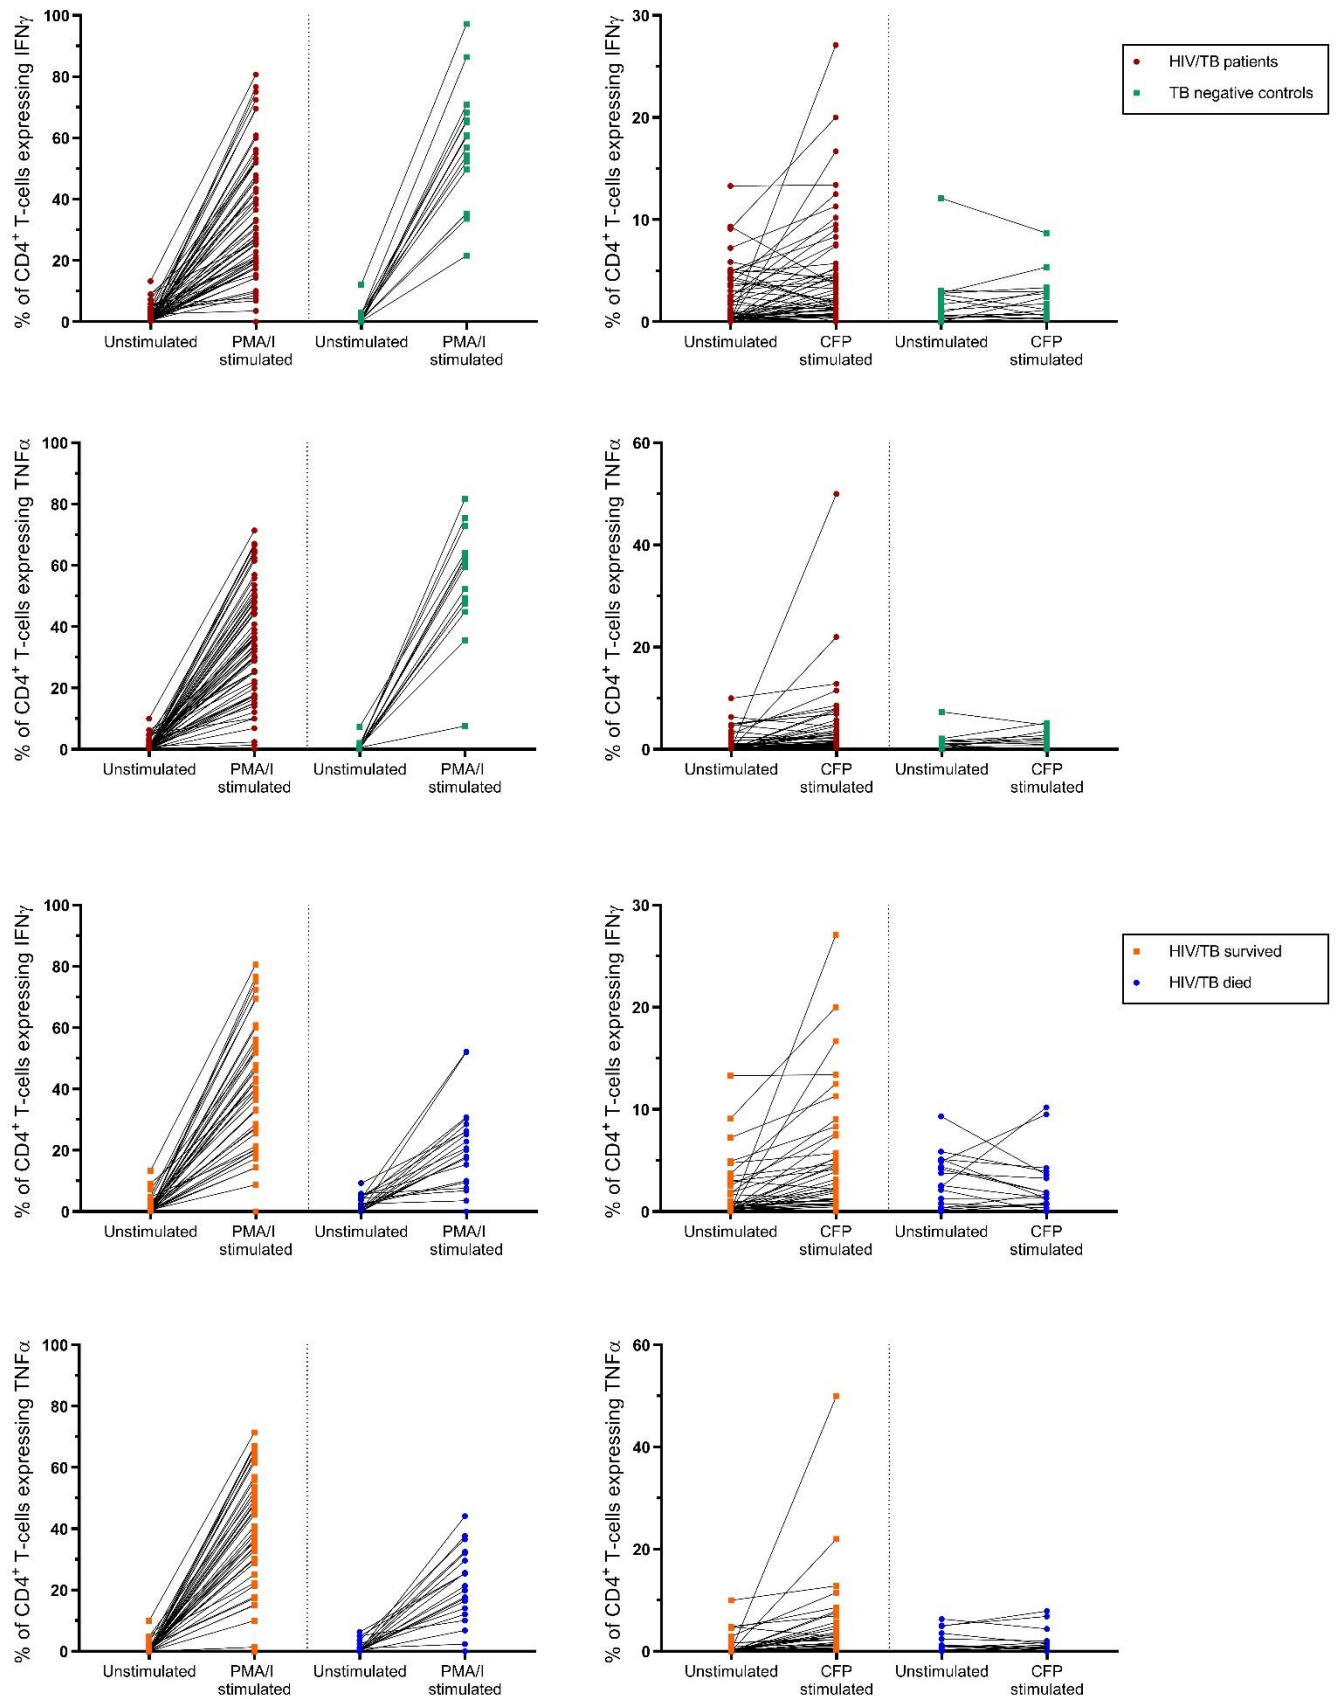 % of CD4⁺ T-cells expressing IFNγ
100
80
60
40
20
0
Unstimulated PMA/I stimulated Unstimulated PMA/I stimulated
% of CD4⁺ T-cells expressing IFNγ
30
20
10
0
Unstimulated CFP stimulated Unstimulated CFP stimulated
HIV/TB patients
TB negative controls
% of CD4⁺ T-cells expressing TNFα
100
80
60
40
20
0
Unstimulated PMA/I stimulated Unstimulated PMA/I stimulated
% of CD4⁺ T-cells expressing TNFα
60
40
20
0
Unstimulated CFP stimulated Unstimulated CFP stimulated
% of CD4⁺ T-cells expressing IFNγ
100
80
60
40
20
0
Unstimulated PMA/I stimulated Unstimulated PMA/I stimulated
% of CD4⁺ T-cells expressing IFNγ
30
20
10
0
Unstimulated CFP stimulated Unstimulated CFP stimulated
HIV/TB survived
HIV/TB died
% of CD4⁺ T-cells expressing TNFα
100
80
60
40
20
0
Unstimulated PMA/I stimulated Unstimulated PMA/I stimulated
% of CD4⁺ T-cells expressing TNFα
60
40
20
0
Unstimulated CFP stimulated Unstimulated CFP stimulated